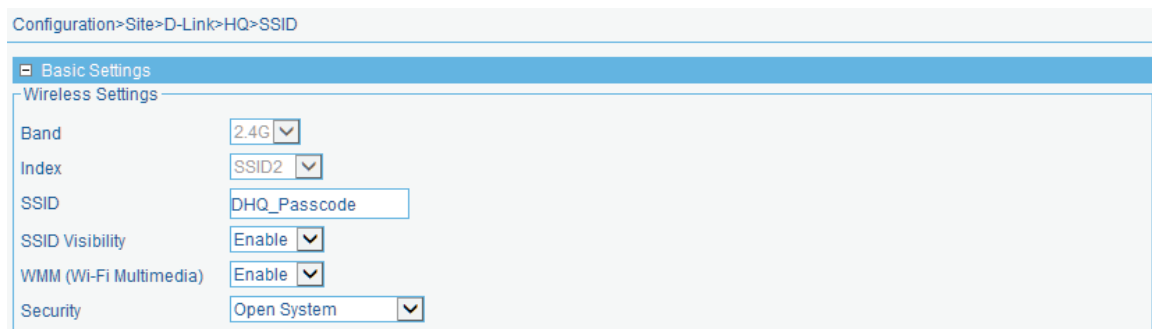 Configuration>Site>D-Link>HQ>SSID
Basic Settings
Wireless Settings
Band 2.4G
Index SSID2
SSID DHQ_Passcode
SSID Visibility Enable
WMM (Wi-Fi Multimedia) Enable
Security Open System